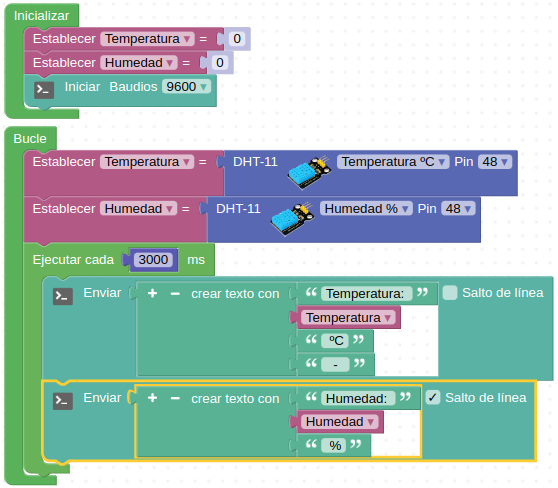 Inicializar
Establecer Temperatura = 0
Establecer Humedad = 0
>_ Iniciar Baudios 9600
Bucle
Establecer Temperatura = DHT-11 Temperatura ºC Pin 48
Establecer Humedad = DHT-11 Humedad % Pin 48
Ejecutar cada 3000 ms
>_ Enviar + - crear texto con “ Temperatura: ” Salto de línea
Temperatura
“ ºC ”
“ - ”
>_ Enviar + - crear texto con “ Humedad: ” ✓ Salto de línea
Humedad
“ % ”